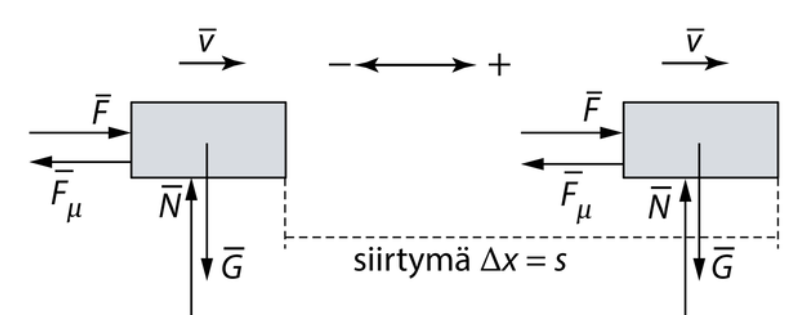 v̅ − + v̅
F̅ F̅
F̅μ N̅ F̅μ N̅
G̅ siirtymä Δx = s G̅